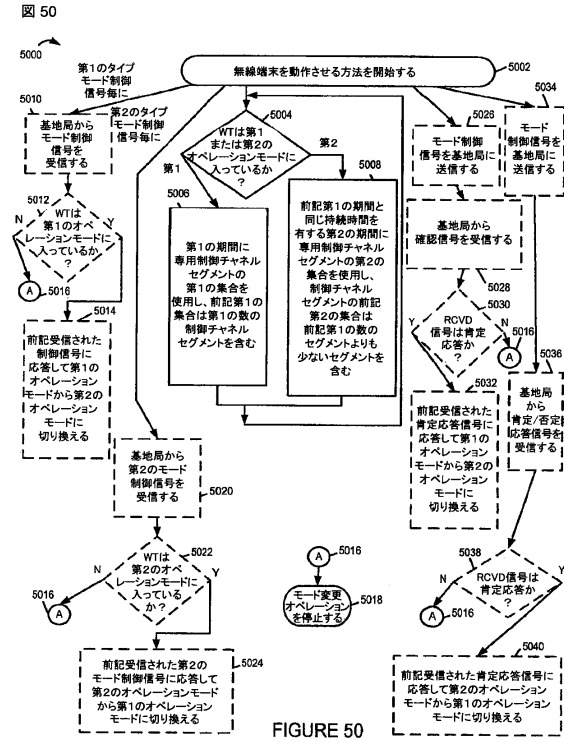 図 50
5000
第1のタイプ
モード制御
信号毎に
無線端末を動作させる方法を開始する
5002
5034
5010
第2のタイプ
モード制御
信号毎に
基地局から
モード制御
信号を
受信する
5004
WTは第1
または第2の
オペレーションモードに
入っているか
?
第1
第2
5026
モード制御
信号を基地局に
送信する
モード
制御信号を
基地局に
送信する
5012
WTは
第1のオペ
レーションモードに
入っているか
?
N
Y
A
5016
5006
第1の期間に
専用制御チャネル
セグメントの
第1の集合
を使用し、前記第1の
集合は第1の数の
制御チャネル
セグメントを含む
5008
前記第1の期間と
同じ持続時間を
有する第2の期間に
専用制御チャネル
セグメントの第2の
集合を使用し、
制御チャネル
セグメントの前記
第2の集合は
前記第1の数の
セグメントよりも
少ないセグメントを
含む
基地局から
確認信号を受信する
5028
5030
RCVD
信号は肯定
応答か
?
Y
N
5016
A
5014
前記受信された
制御信号に
応答して第1の
オペレーション
モードから第2の
オペレーション
モードに
切り換える
5032
前記受信された
肯定応答信号に
応答して第1の
オペレーション
モードから第2の
オペレーション
モードに
切り換える
5036
基地局
から
肯定/否定
応答信号を
受信する
基地局から
第2のモード
制御信号を
受信する
5020
5022
WTは
第2のオペ
レーションモードに
入っている
か?
N
Y
5016
A
A
5016
モード変更
オペレーション
を停止する
5018
5038
RCVD信号は
肯定応答か
?
N
Y
A
5016
5024
前記受信された第2の
モード制御信号に応答して
第2のオペレーションモード
から第1のオペレーション
モードに切り換える
5040
前記受信された肯定応答信号に
応答して第2のオペレーション
モードから第1のオペレーション
モードに切り換える
FIGURE 50